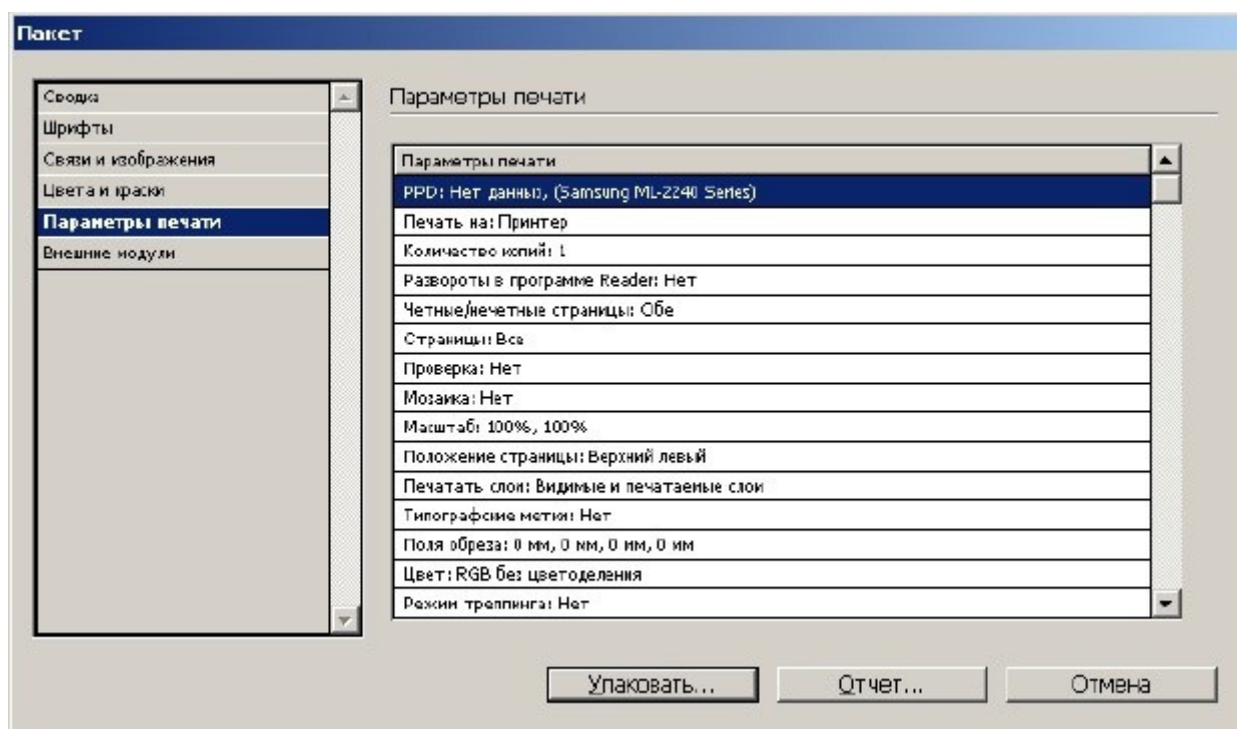 Пакет
Сводка
Шрифты
Связи и изображения
Цвета и краски
Параметры печати
Внешние модули
Параметры печати
Параметры печати
PPD: Нет данных, (Samsung ML-2240 Series)
Печать на: Принтер
Количество копий: 1
Развороты в программе Reader: Нет
Четные/нечетные страницы: Обе
Страницы: Все
Проверка: Нет
Мозаика: Нет
Масштаб: 100%, 100%
Положение страницы: Верхний левый
Печатать слои: Видимые и печатаемые слои
Типографские метки: Нет
Поля обреза: 0 мм, 0 мм, 0 мм, 0 мм
Цвет: RGB без цветоделения
Режим треппинга: Нет
Упаковать... Отчет... Отмена